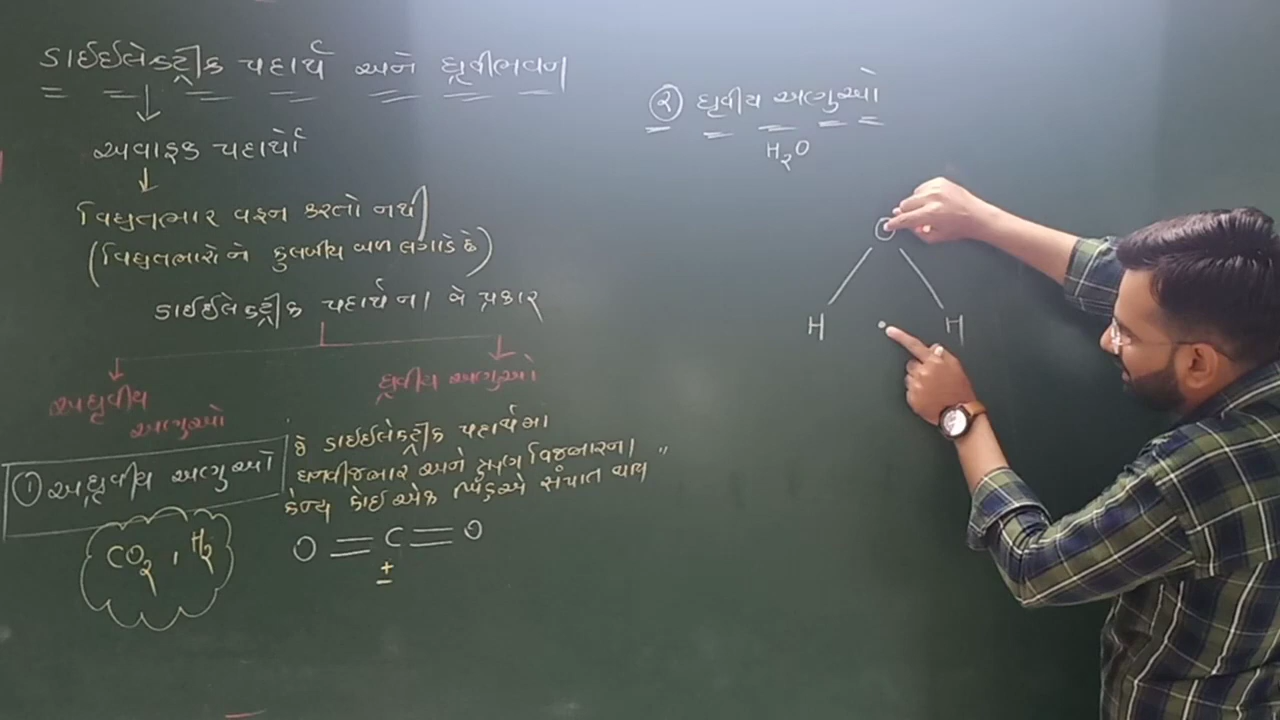 ડાઈઈલેક્ટ્રીક પદાર્થ અને ધ્રૂવીભવન
અવાહક પદાર્થો
વિદ્યુતભાર વહન કરતો નથી
(વિદ્યુતભારોને કુલંબીય બળ લગાડે છે)
ડાઈઈલેક્ટ્રીક પદાર્થના બે પ્રકાર
અધ્રૂવીય
અણુઓ
ધ્રૂવીય અણુઓ
① અધ્રૂવીય અણુઓ
જે ડાઈઈલેક્ટ્રીક પદાર્થમાં
ધનવીજભાર અને ઋણ વિજભારના
કેન્દ્ર કોઈ એક બિંદુએ સંપાત થાય"
CO2 , H2
O = C = O
±
② ધ્રૂવીય અણુઓ
H2O
O
H H